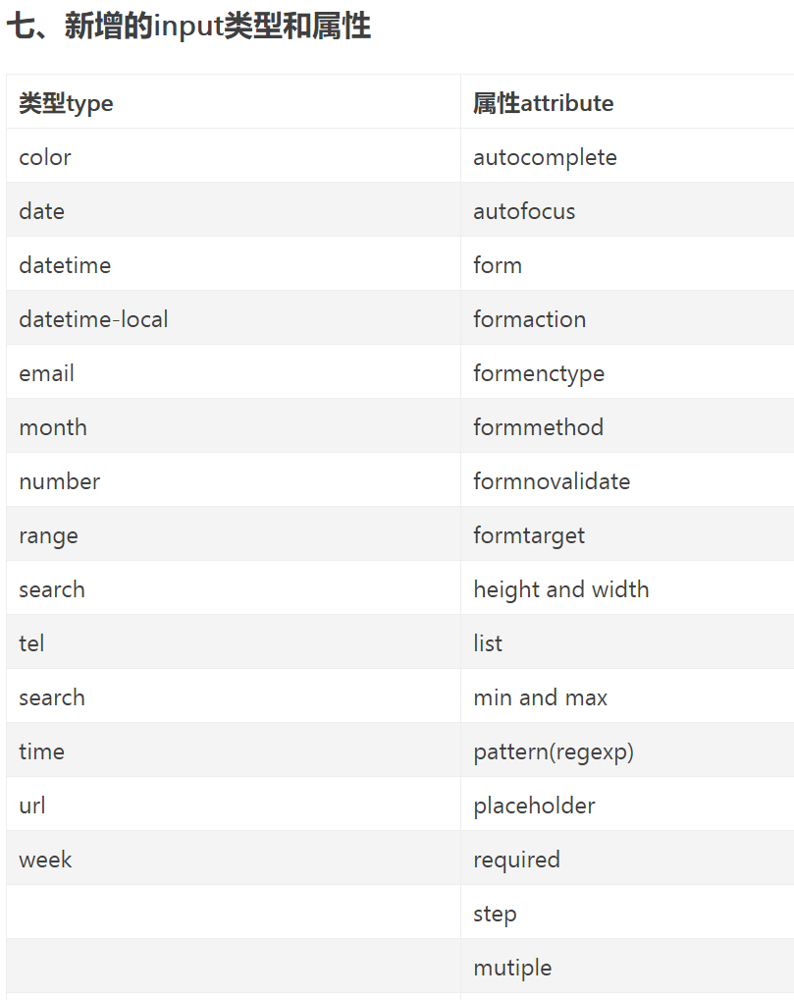 七、新增的input类型和属性
类型type 属性attribute
color autocomplete
date autofocus
datetime form
datetime-local formaction
email formenctype
month formmethod
number formnovalidate
range formtarget
search height and width
tel list
search min and max
time pattern(regexp)
url placeholder
week required
step
mutiple